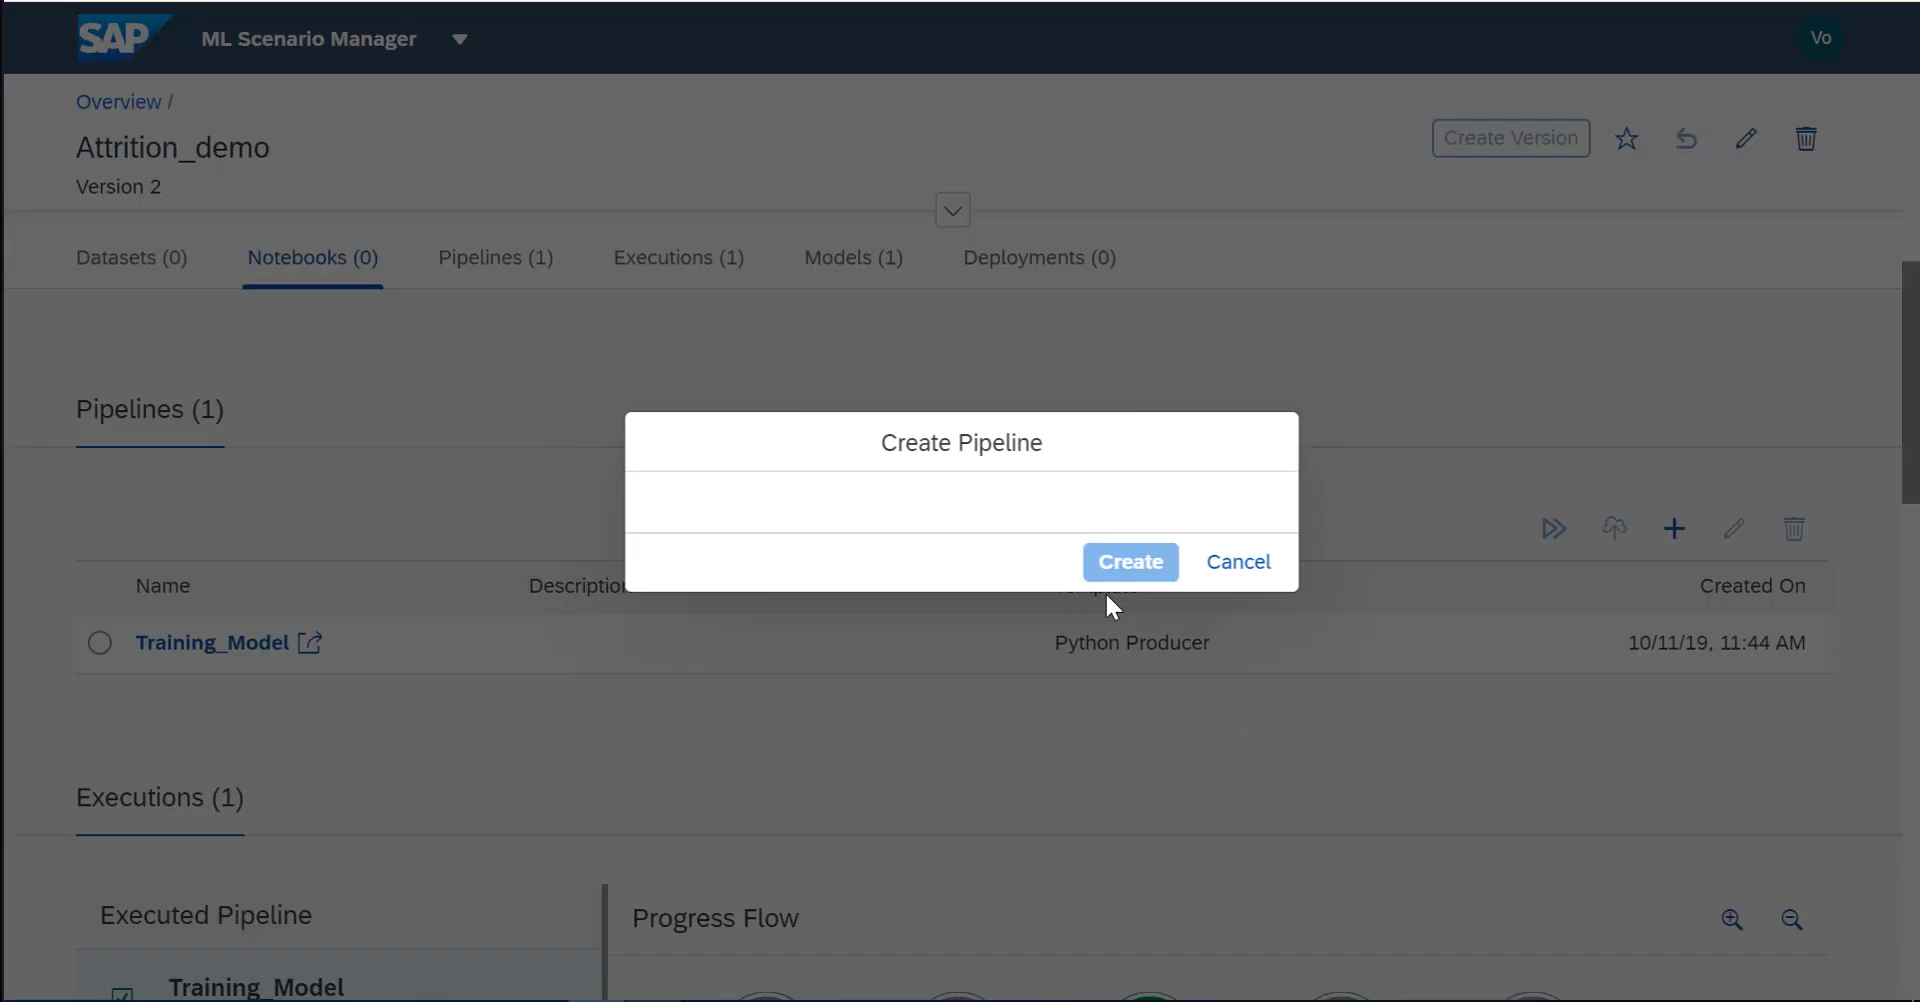 SAP ML Scenario Manager Vo
Overview /
Attrition_demo
Create Version
Version 2
Datasets (0) Notebooks (0) Pipelines (1) Executions (1) Models (1) Deployments (0)
Pipelines (1)
Create Pipeline
Create Cancel
Name Description Template Created On
Training_Model Python Producer 10/11/19, 11:44 AM
Executions (1)
Executed Pipeline Progress Flow
Training_Model